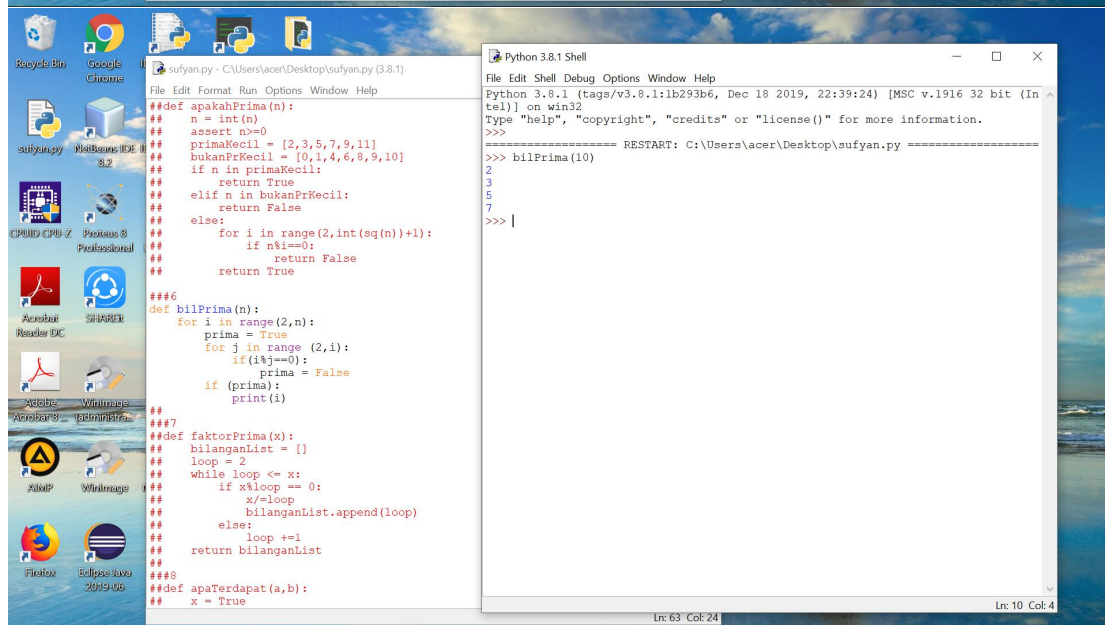 Recycle Bin
Google
Chrome
sufyan.py
NetBeans IDE
8.2
CPUID CPU-Z
Proteus 8
Professional
Acrobat
Reader DC
SHAREit
Adobe
Acrobat 8 ...
WinImage
(administra...
AIMP
WinImage
Firefox
Eclipse Java
2019-06
sufyan.py - C:\Users\acer\Desktop\sufyan.py (3.8.1)
File Edit Format Run Options Window Help
##def apakahPrima(n):
##    n = int(n)
##    assert n>=0
##    primaKecil = [2,3,5,7,9,11]
##    bukanPrKecil = [0,1,4,6,8,9,10]
##    if n in primaKecil:
##        return True
##    elif n in bukanPrKecil:
##        return False
##    else:
##        for i in range(2,int(sq(n))+1):
##            if n%i==0:
##                return False
##        return True
###6
def bilPrima(n):
    for i in range(2,n):
        prima = True
        for j in range (2,i):
            if(i%j==0):
                prima = False
        if (prima):
            print(i)
##
###7
##def faktorPrima(x):
##    bilanganList = []
##    loop = 2
##    while loop <= x:
##        if x%loop == 0:
##            x/=loop
##            bilanganList.append(loop)
##        else:
##            loop +=1
##    return bilanganList
##
###8
##def apaTerdapat(a,b):
##    x = True
Ln: 63 Col: 24
Python 3.8.1 Shell
File Edit Shell Debug Options Window Help
Python 3.8.1 (tags/v3.8.1:1b293b6, Dec 18 2019, 22:39:24) [MSC v.1916 32 bit (In
tel)] on win32
Type "help", "copyright", "credits" or "license()" for more information.
>>>
=================== RESTART: C:\Users\acer\Desktop\sufyan.py ===================
>>> bilPrima(10)
2
3
5
7
>>>
Ln: 10 Col: 4